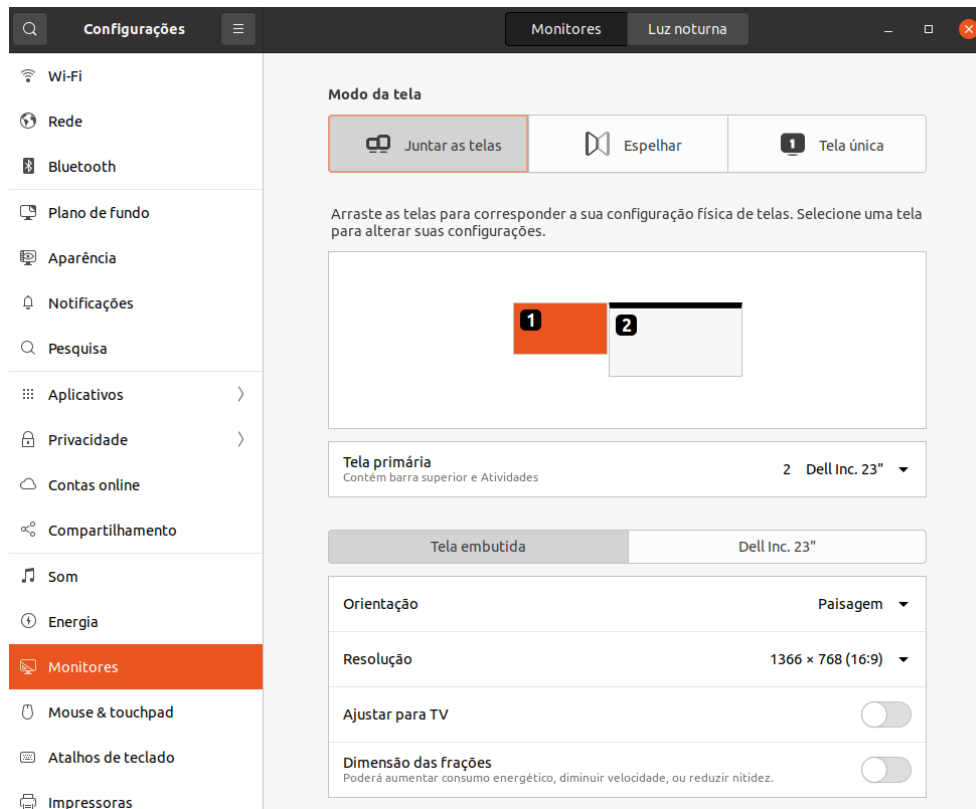 Configurações
Monitores
Luz noturna
Wi-Fi
Rede
Bluetooth
Plano de fundo
Aparência
Notificações
Pesquisa
Aplicativos
Privacidade
Contas online
Compartilhamento
Som
Energia
Monitores
Mouse & touchpad
Atalhos de teclado
Impressoras
Modo da tela
Juntar as telas
Espelhar
1 Tela única
Arraste as telas para corresponder a sua configuração física de telas. Selecione uma tela
para alterar suas configurações.
1
2
Tela primária
Contém barra superior e Atividades
2 Dell Inc. 23"
Tela embutida
Dell Inc. 23"
Orientação
Paisagem
Resolução
1366 × 768 (16:9)
Ajustar para TV
Dimensão das frações
Poderá aumentar consumo energético, diminuir velocidade, ou reduzir nitidez.